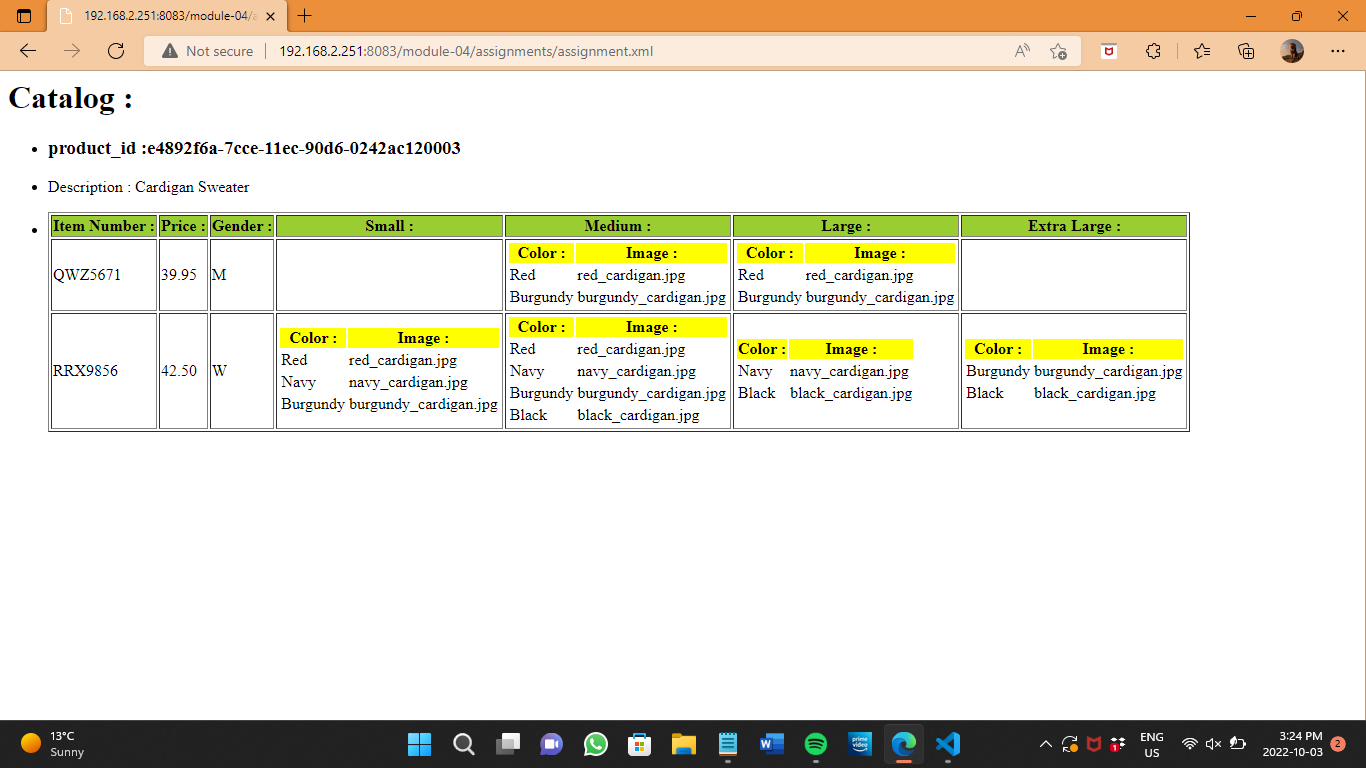 192.168.2.251:8083/module-04/a
Not secure
192.168.2.251:8083/module-04/assignments/assignment.xml
Catalog :
product_id :e4892f6a-7cce-11ec-90d6-0242ac120003
Description : Cardigan Sweater
Item Number : Price : Gender : Small : Medium : Large : Extra Large :
Color : Image : Color : Image :
QWZ5671 39.95 M Red red_cardigan.jpg Red red_cardigan.jpg
Burgundy burgundy_cardigan.jpg Burgundy burgundy_cardigan.jpg
RRX9856 42.50 W
Color : Image :
Red red_cardigan.jpg
Navy navy_cardigan.jpg
Burgundy burgundy_cardigan.jpg
Color : Image :
Red red_cardigan.jpg
Navy navy_cardigan.jpg
Burgundy burgundy_cardigan.jpg
Black black_cardigan.jpg
Color : Image :
Navy navy_cardigan.jpg
Black black_cardigan.jpg
Color : Image :
Burgundy burgundy_cardigan.jpg
Black black_cardigan.jpg
13°C
Sunny
prime video
1
ENG
US
3:24 PM
2022-10-03
2